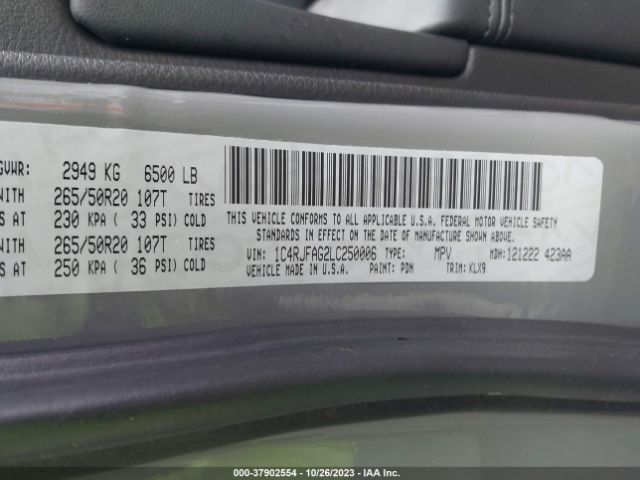 GVWR: 2949 KG 6500 LB
WITH 265/50R20 107T TIRES
S AT 230 KPA ( 33 PSI) COLD
WITH 265/50R20 107T TIRES
S AT 250 KPA ( 36 PSI) COLD
THIS VEHICLE CONFORMS TO ALL APPLICABLE U.S.A. FEDERAL MOTOR VEHICLE SAFETY
STANDARDS IN EFFECT ON THE DATE OF MANUFACTURE SHOWN ABOVE.
VIN: 1C4RJFAG2LC250006 TYPE: MPV MDH: 121222 423AA
VEHICLE MADE IN U.S.A. PAINT: PDN TRIM: KLX9
000-37902554 | 10/26/2023 | IAA Inc.